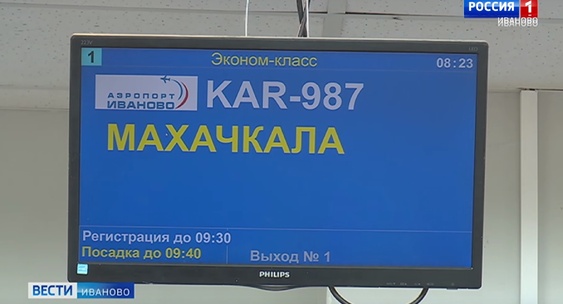 РОССИЯ 1
ИВАНОВО
1
Эконом-класс
08:23
АЭРОПОРТ
ИВАНОВО
KAR-987
МАХАЧКАЛА
Регистрация до 09:30
Посадка до 09:40
Выход № 1
PHILIPS
ВЕСТИ ИВАНОВО